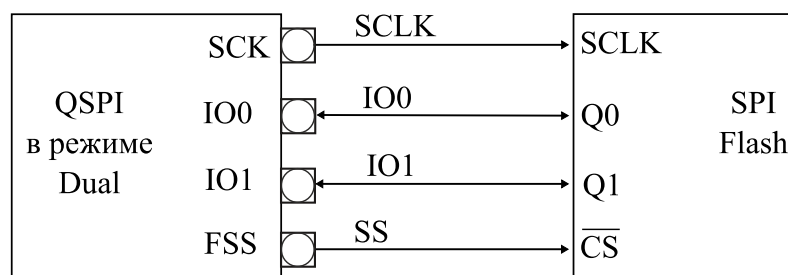 QSPI
в режиме
Dual
SCK
IO0
IO1
FSS
SCLK
IO0
IO1
SS
SCLK
Q0
Q1
CS
SPI
Flash